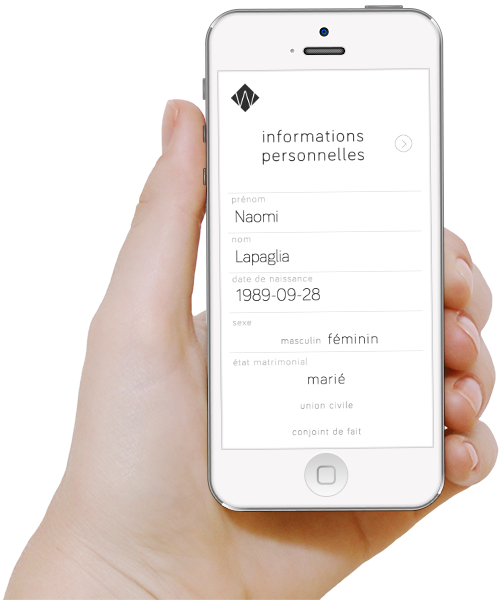 W
informations
personnelles
prénom
Naomi
nom
Lapaglia
date de neissance
1989-09-28
sexe
masculin féminin
état matrimonial
marié
union civile
conjoint de fait